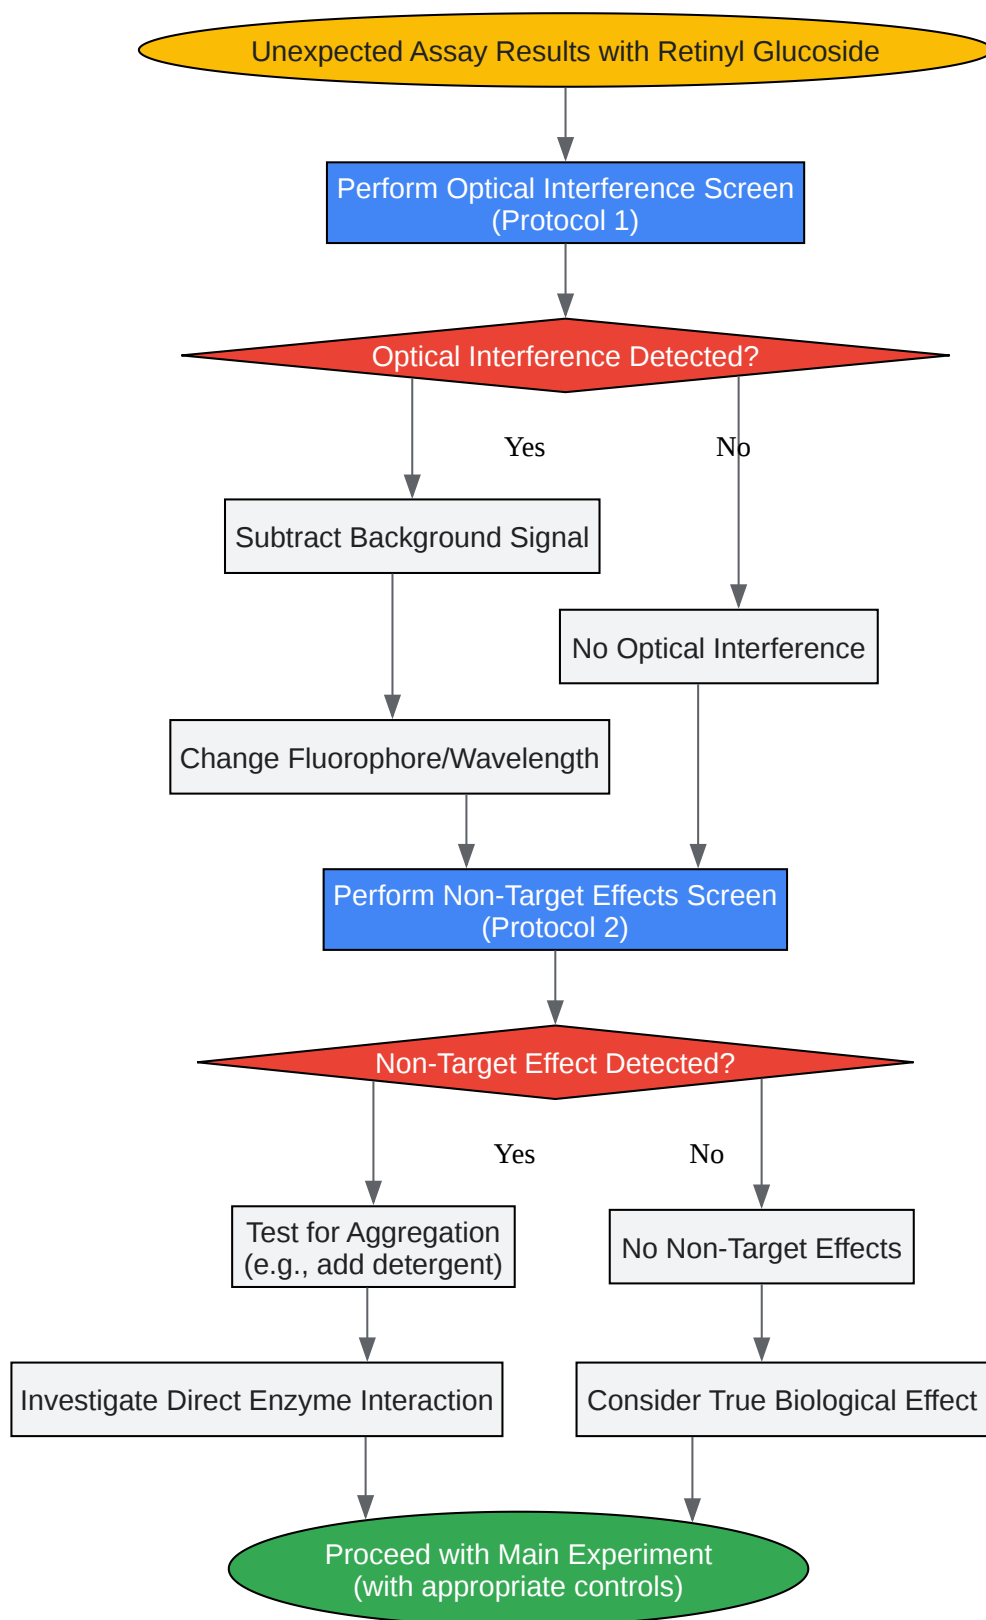 Unexpected Assay Results with Retinyl Glucoside
Perform Optical Interference Screen
(Protocol 1)
Optical Interference Detected?
Yes
No
Subtract Background Signal
No Optical Interference
Change Fluorophore/Wavelength
Perform Non-Target Effects Screen
(Protocol 2)
Non-Target Effect Detected?
Yes
No
Test for Aggregation
(e.g., add detergent)
No Non-Target Effects
Investigate Direct Enzyme Interaction
Consider True Biological Effect
Proceed with Main Experiment
(with appropriate controls)